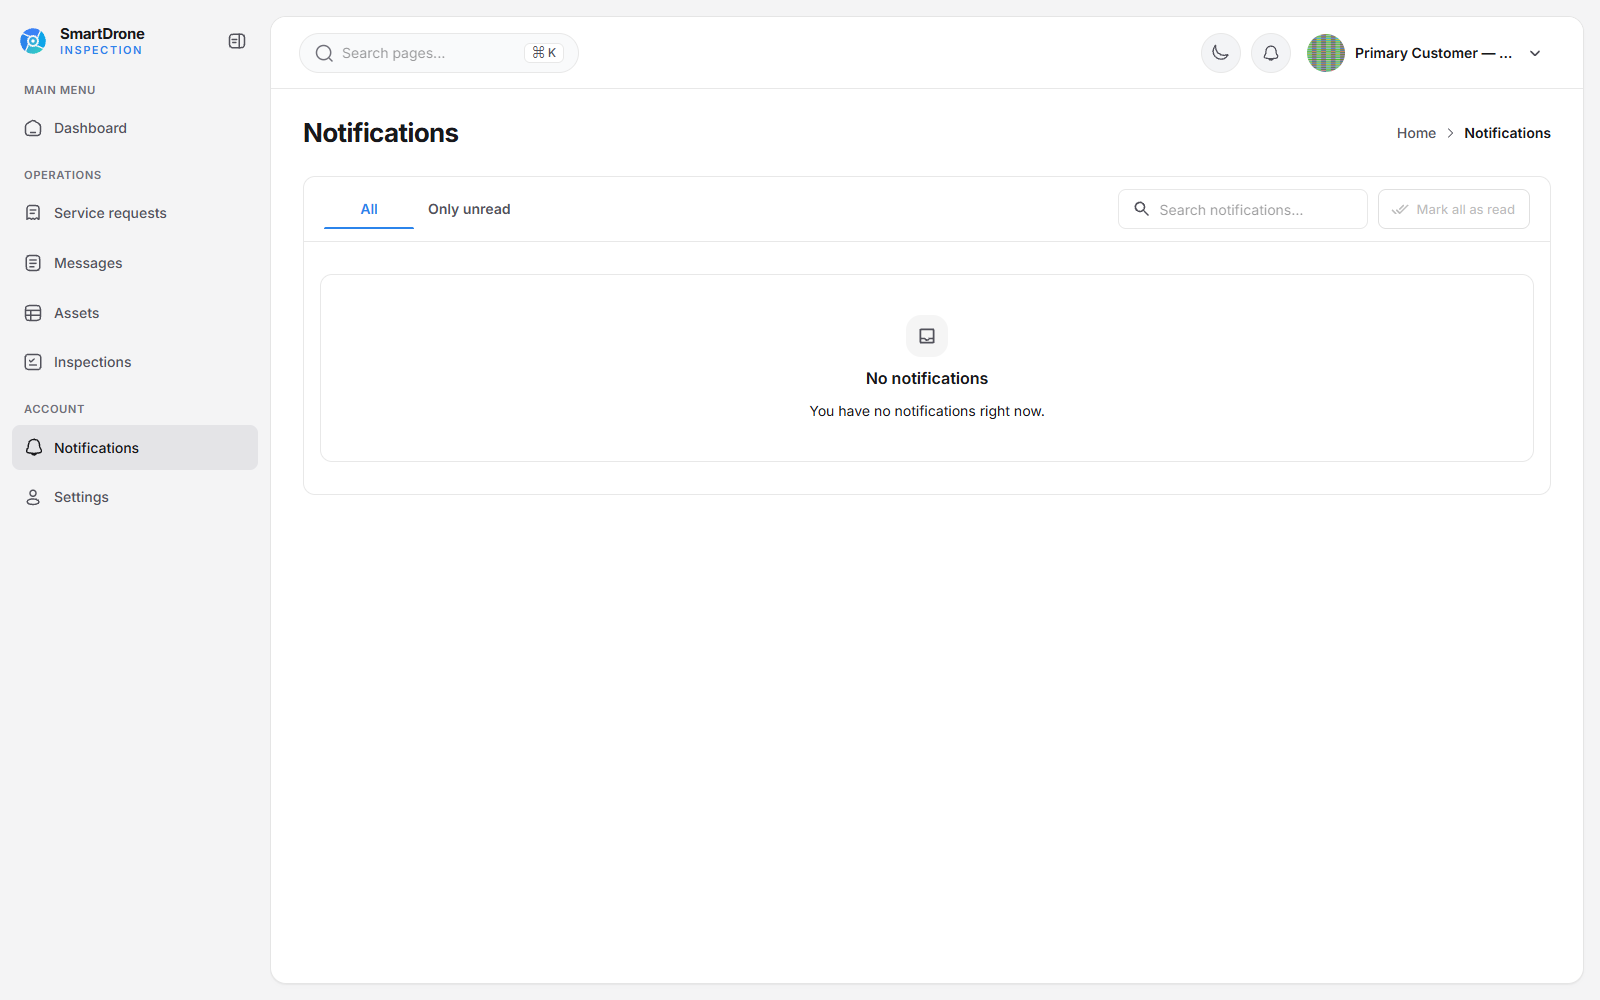 SmartDrone
INSPECTION
MAIN MENU
Dashboard
OPERATIONS
Service requests
Messages
Assets
Inspections
ACCOUNT
Notifications
Settings
Search pages...
⌘ K
Primary Customer — ...
Notifications
Home > Notifications
All
Only unread
Search notifications...
Mark all as read
No notifications
You have no notifications right now.